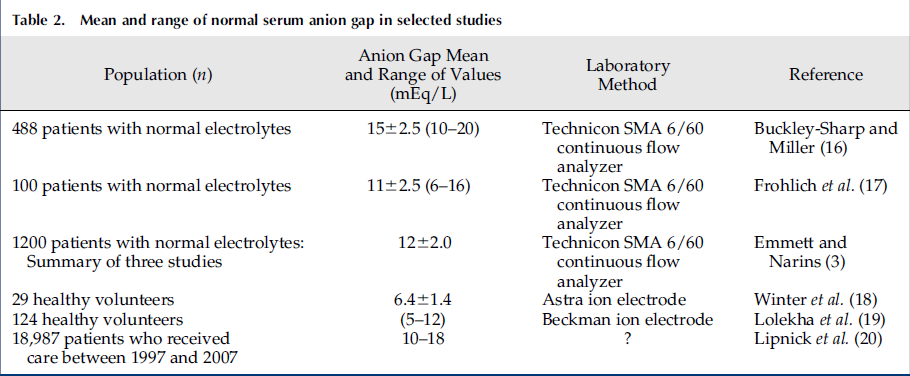 Table 2. Mean and range of normal serum anion gap in selected studies
Population (n)
Anion Gap Mean
and Range of Values
(mEq/L)
Laboratory
Method
Reference
488 patients with normal electrolytes 15±2.5 (10–20) Technicon SMA 6/60 Buckley-Sharp and
continuous flow Miller (16)
analyzer
100 patients with normal electrolytes 11±2.5 (6–16) Technicon SMA 6/60 Frohlich et al. (17)
continuous flow
analyzer
1200 patients with normal electrolytes: 12±2.0 Technicon SMA 6/60 Emmett and
Summary of three studies continuous flow Narins (3)
analyzer
29 healthy volunteers 6.4±1.4 Astra ion electrode Winter et al. (18)
124 healthy volunteers (5–12) Beckman ion electrode Lolekha et al. (19)
18,987 patients who received 10–18 ? Lipnick et al. (20)
care between 1997 and 2007